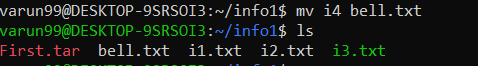 varun99@DESKTOP-9SRSOI3:~/info1$ mv i4 bell.txt
varun99@DESKTOP-9SRSOI3:~/info1$ ls
First.tar bell.txt i1.txt i2.txt i3.txt